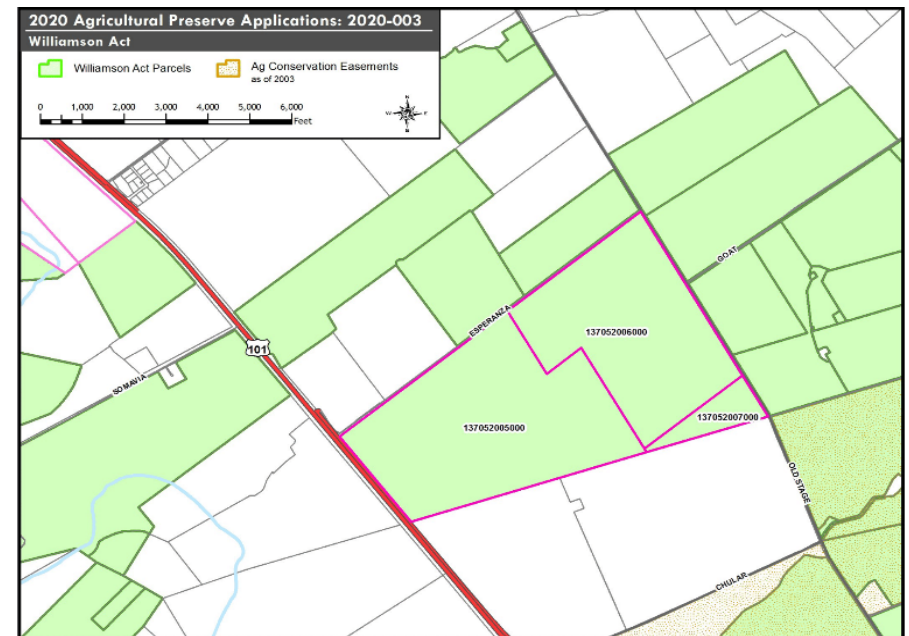 2020 Agricultural Preserve Applications: 2020-003
Williamson Act
Williamson Act Parcels
Ag Conservation Easements
as of 2003
0 1,000 2,000 3,000 4,000 5,000 6,000
Feet
N
W E
S
GOAT
ESPERANZA
137052006000
101
SOMAVIA
137052007000
137052005000
OLD STAGE
CHULAR